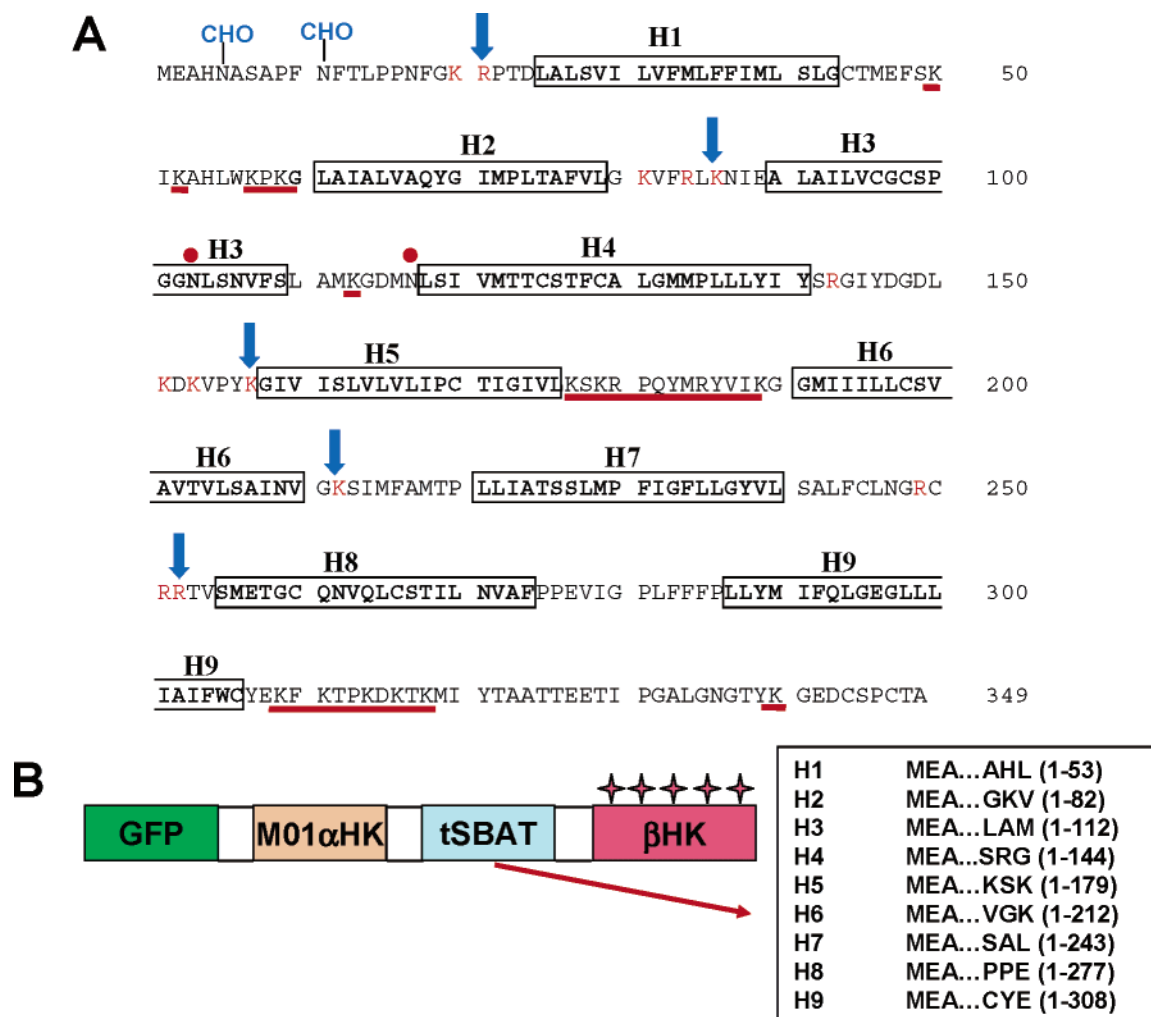 A
CHO CHO H1
MEAHNASAPF NFTLPPNFGK RPTDLALSVI LVFMLFFIML SLGCTMEFSK 50
H2 H3
IKAHLWKPKG LAIALVAQYG IMPLTAFVLG KVFRLKNIEA LAILVCGCSP 100
H3 H4
GGNLSNVFSL AMKGDMNLSI VMTTCSTFCA LGMMPLLLYI YSRGIYDGDL 150
H5 H6
KDKVPYKGIV ISLVLVLIPC TIGIVLKSKR PQYMRYVIKG GMIIILLCSV 200
H6 H7
AVTVLSAINV GKSIMFAMTP LLIATSSLMP FIGFLLGYVL SALFCLNGRC 250
H8 H9
RRTVSMETGC QNVQLCSTIL NVAFPPEVIG PLFFFPLLYM IFQLGEGLLL 300
H9
IAIFWCYEKF KTPKDKTKMI YTAATTEETI PGALGNGTYK GEDCSPCTA 349
B
GFP M01αHK tSBAT βHK
H1 MEA...AHL (1-53)
H2 MEA...GKV (1-82)
H3 MEA...LAM (1-112)
H4 MEA...SRG (1-144)
H5 MEA...KSK (1-179)
H6 MEA...VGK (1-212)
H7 MEA...SAL (1-243)
H8 MEA...PPE (1-277)
H9 MEA...CYE (1-308)